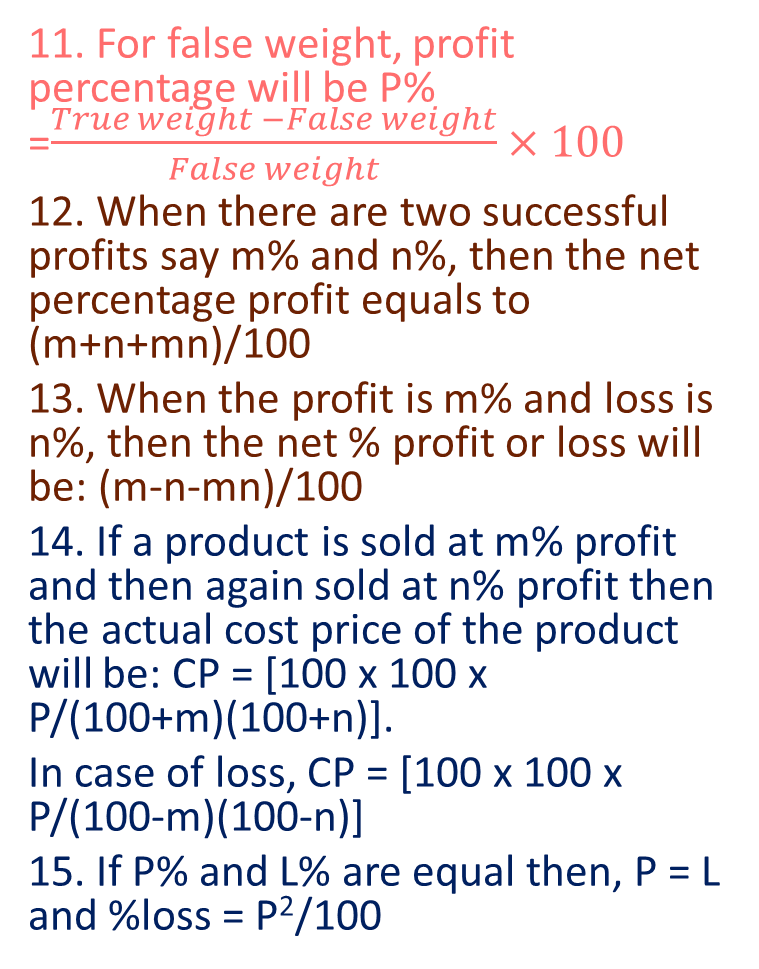 11. For false weight, profit
percentage will be P%
=\frac{True weight −False weight}{False weight} × 100
12. When there are two successful
profits say m% and n%, then the net
percentage profit equals to
(m+n+mn)/100
13. When the profit is m% and loss is
n%, then the net % profit or loss will
be: (m-n-mn)/100
14. If a product is sold at m% profit
and then again sold at n% profit then
the actual cost price of the product
will be: CP = [100 x 100 x
P/(100+m)(100+n)].
In case of loss, CP = [100 x 100 x
P/(100-m)(100-n)]
15. If P% and L% are equal then, P = L
and %loss = P²/100